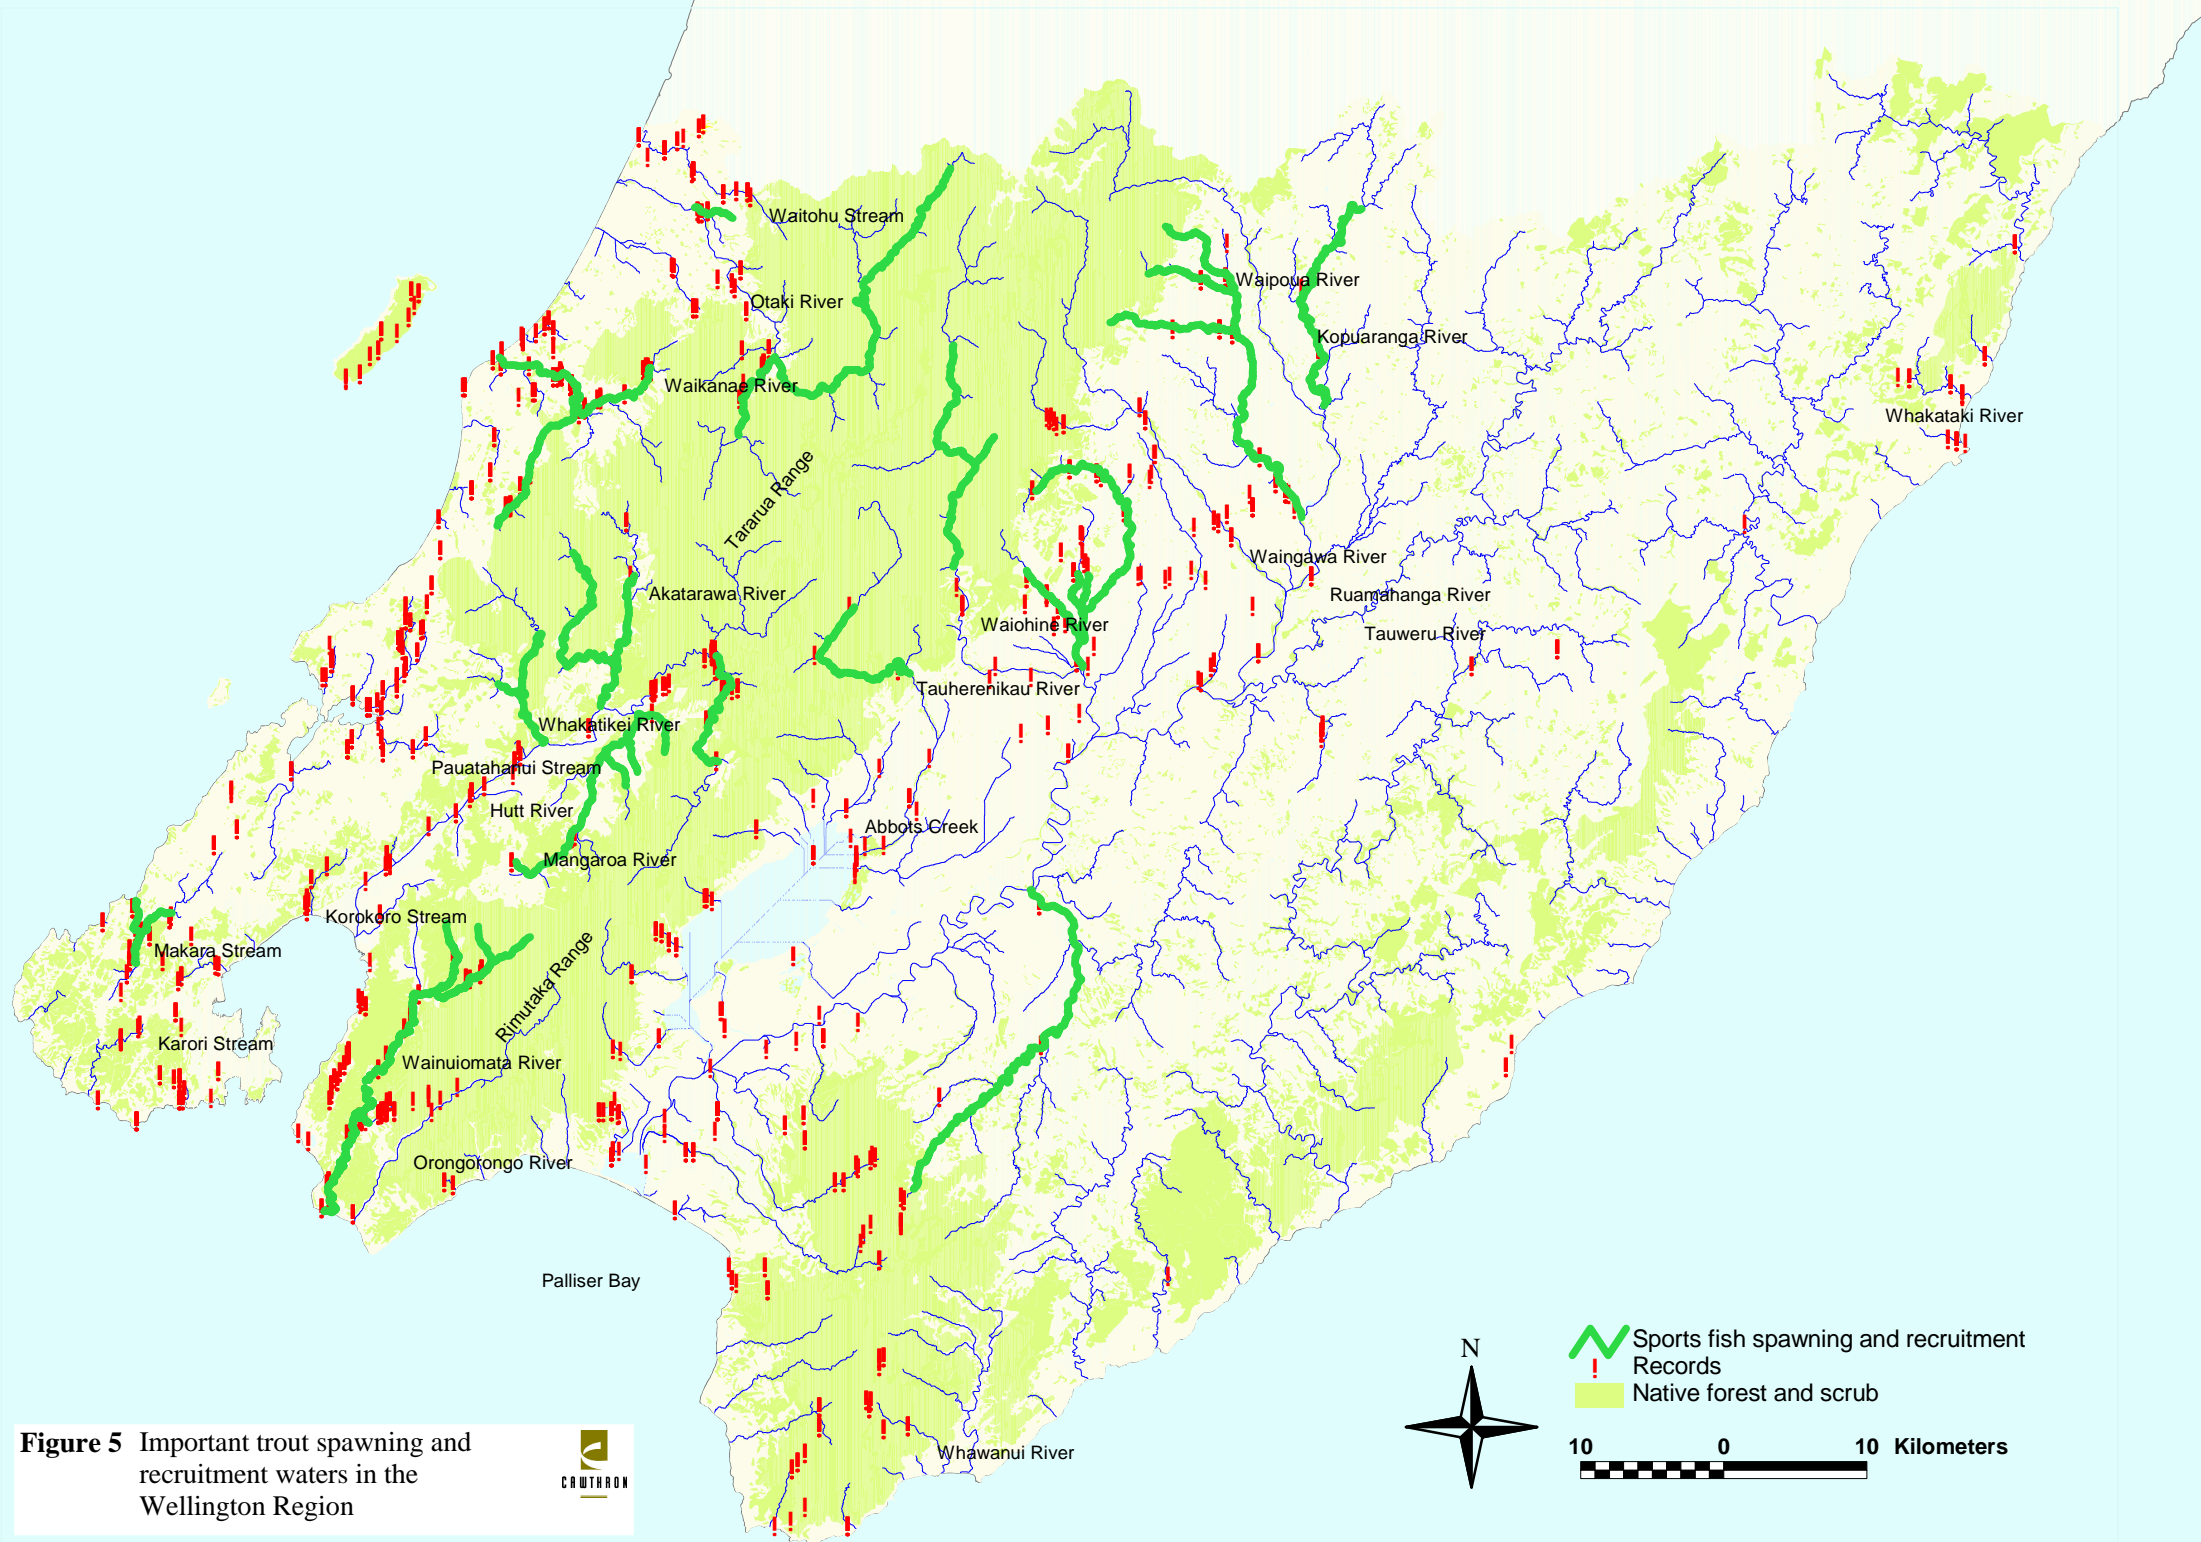 Waitohu Stream
Otaki River
Waipoua River
Kopuaranga River
Waikanae River
Whakataki River
Tararua Range
Waingawa River
Akatarawa River
Ruamahanga River
Waiohine River
Tauweru River
Tauherenikau River
Whakatikei River
Pauatahanui Stream
Hutt River
Abbots Creek
Mangaroa River
Korokoro Stream
Makara Stream
Rimutaka Range
Karori Stream
Wainuiomata River
Orongorongo River
Palliser Bay
Whawanui River
N
Sports fish spawning and recruitment
Records
Native forest and scrub
10 0 10 Kilometers
Figure 5 Important trout spawning and
recruitment waters in the
Wellington Region
CAWTHRON